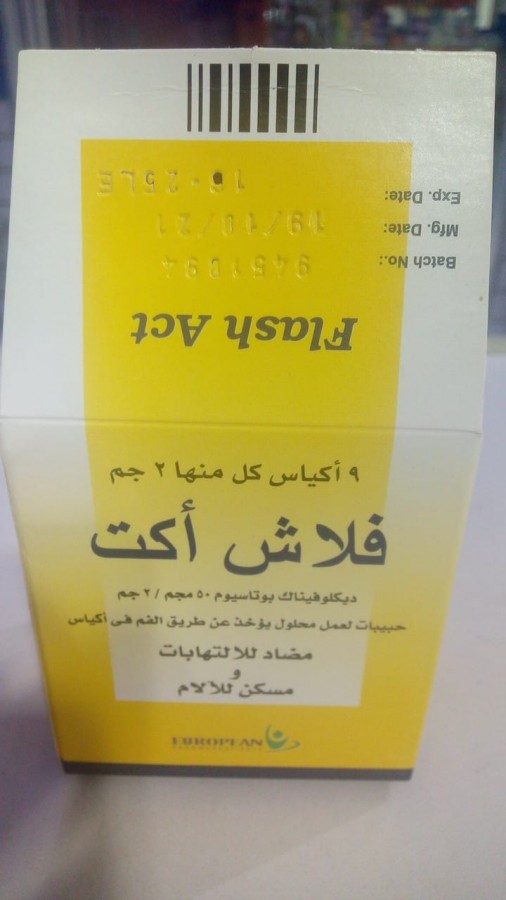 Flash Act
Batch No.:
Mfg. Date:
Exp. Date:
٩ أكياس كل منها ٢ جم
فلاش أكت
ديكلوفيناك بوتاسيوم ٥٠ مجم / ٢ جم
حبيبات لعمل محلول يؤخذ عن طريق الفم فى أكياس
مضاد للالتهابات
و
مسكن للآلام
EUROPEAN